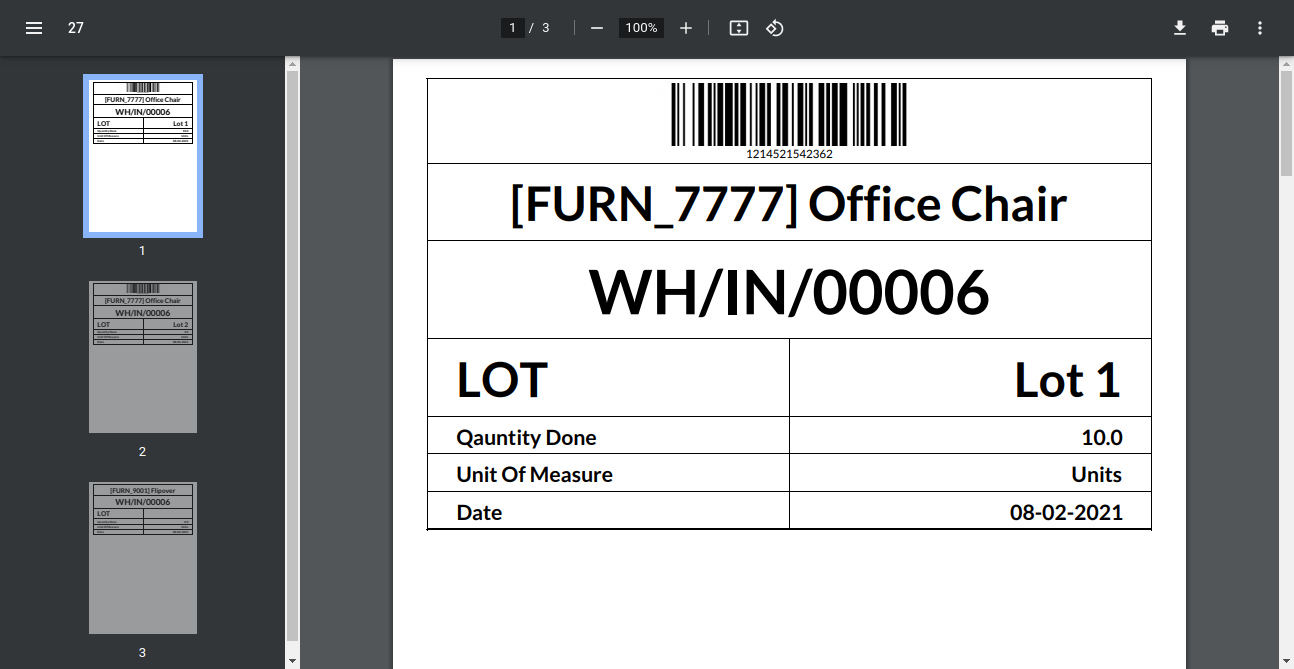 27
1 / 3
100%
[FURN_7777] Office Chair
WH/IN/00006
LOT Lot 1
1
[FURN_7777] Office Chair
WH/IN/00006
LOT Lot 2
2
[FURN_9001] Flipover
WH/IN/00006
LOT
3
1214521542362
[FURN_7777] Office Chair
WH/IN/00006
LOT Lot 1
Qauntity Done 10.0
Unit Of Measure Units
Date 08-02-2021